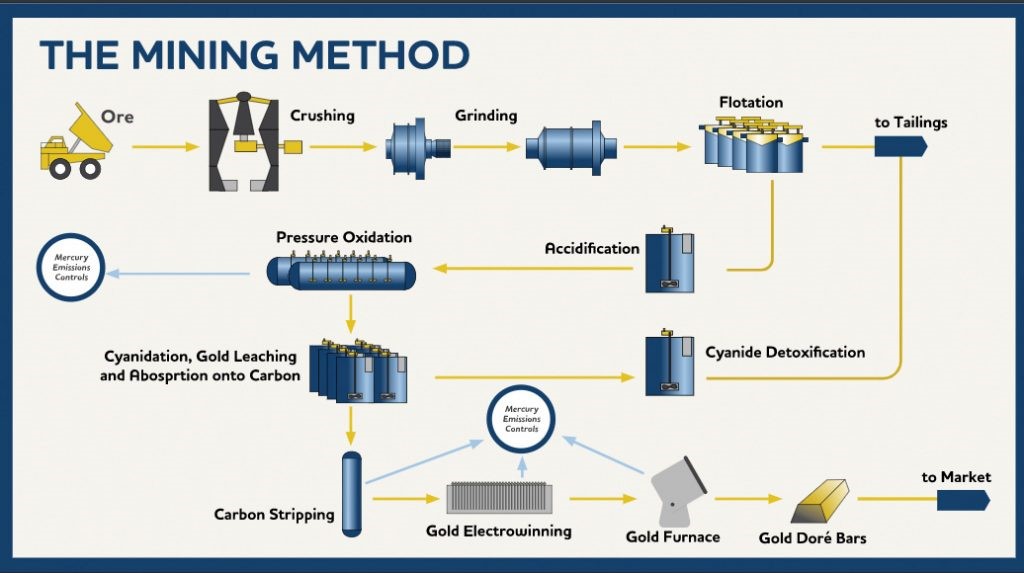 THE MINING METHOD
Ore
Crushing
Grinding
Flotation
to Tailings
Mercury
Emissions
Controls
Pressure Oxidation
Accidification
Cyanidation, Gold Leaching
and Abosprtion onto Carbon
Cyanide Detoxification
Mercury
Emissions
Controls
Carbon Stripping
Gold Electrowinning
Gold Furnace
Gold Doré Bars
to Market